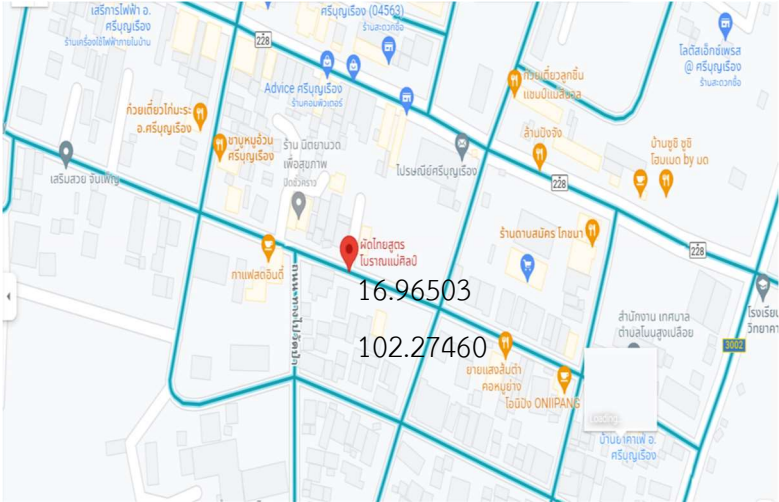 เสรีการไฟฟ้า อ.
ศรีบุญเรือง
ร้านเครื่องใช้ไฟฟ้าภายในบ้าน
ศรีบุญเรือง (04563)
ร้านสะดวกซื้อ
228
โลตัสเอ็กซ์เพรส
@ ศรีบุญเรือง
ร้านสะดวกซื้อ
Advice ศรีบุญเรือง
ร้านคอมพิวเตอร์
ก๋วยเตี๋ยวลูกชิ้น
แชมป์
ก๋วยเตี๋ยวไก่มะระ
อ.ศรีบุญเรือง
ชาบูหมูอ้วน
ศรีบุญเรือง
ร้าน นิตยานวด
เพื่อสุขภาพ
ปิดชั่วคราว
ล้านปิงจัง
บ้านซูชิ ซูชิ
โฮมเมด by มด
เสริมสวย จันเพ็ญ
ไปรษณีย์ศรีบุญเรือง
228
ร้านตามสมัคร โภชนา
228
กาแฟสดอินดี้
ผัดไทยสูตร
โบราณแม่ศิลป์
16.96503
102.27460
สำนักงาน เทศบาล
ตำบลโนนสูงเปลือย
โรงเรียน
วิทยาคา
3002
ยายแสงส้มตำ
คอหมูย่าง
โอนิปัง ONIIPANG
Loading...
บ้านยาคาเฟ่ อ.
ศรีบุญเรือง